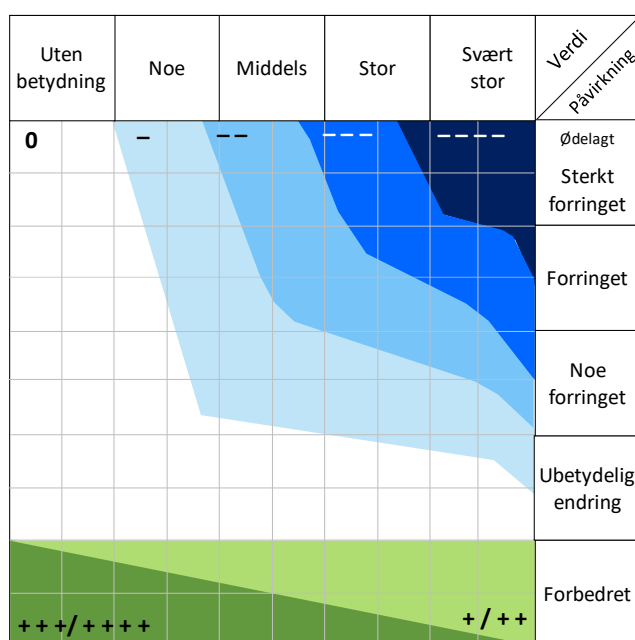 Uten
betydning
Noe
Middels
Stor
Svært
stor
Verdi
Påvirkning
0
–
– –
– – –
– – – –
Ødelagt
Sterkt
forringet
Forringet
Noe
forringet
Ubetydelig
endring
Forbedret
+ + + / + + + +
+ / + +